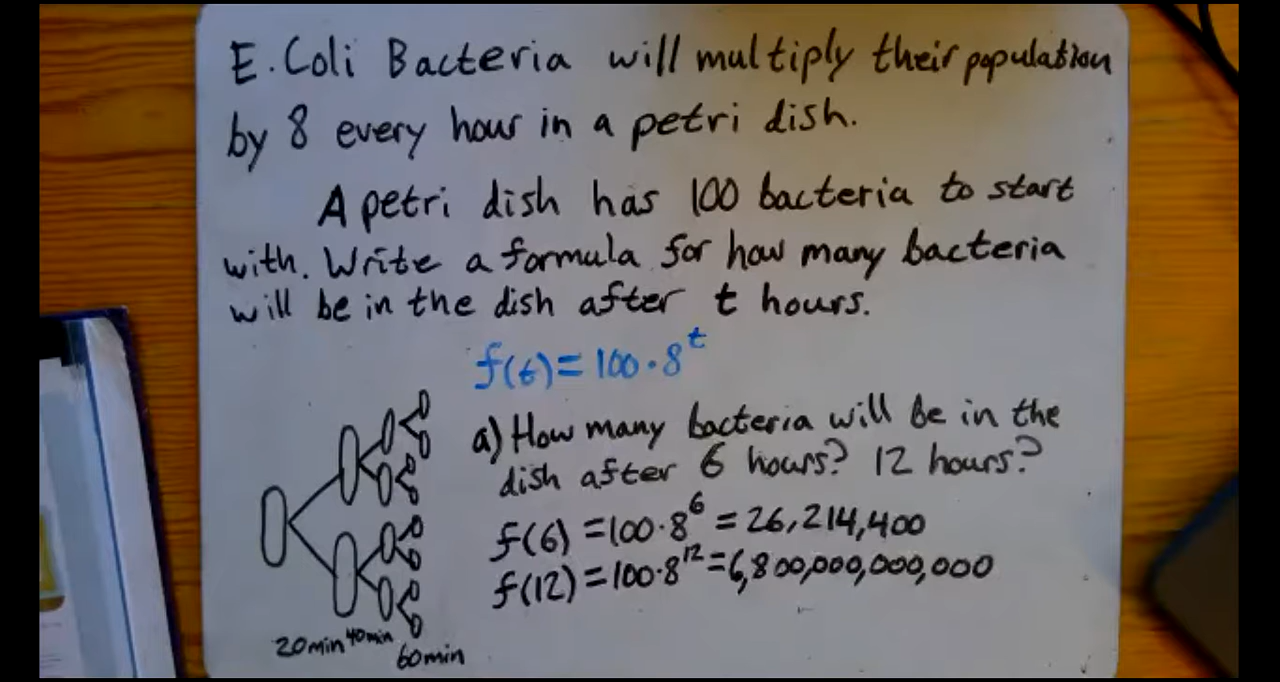 E. Coli Bacteria will multiply their population
by 8 every hour in a petri dish.
A petri dish has 100 bacteria to start
with. Write a formula for how many bacteria
will be in the dish after t hours.
f(t) = 100 · 8^t
a) How many bacteria will be in the
dish after 6 hours? 12 hours?
f(6) = 100 · 8^6 = 26,214,400
f(12) = 100 · 8^12 = 6,800,000,000,000
20min 40min 60min